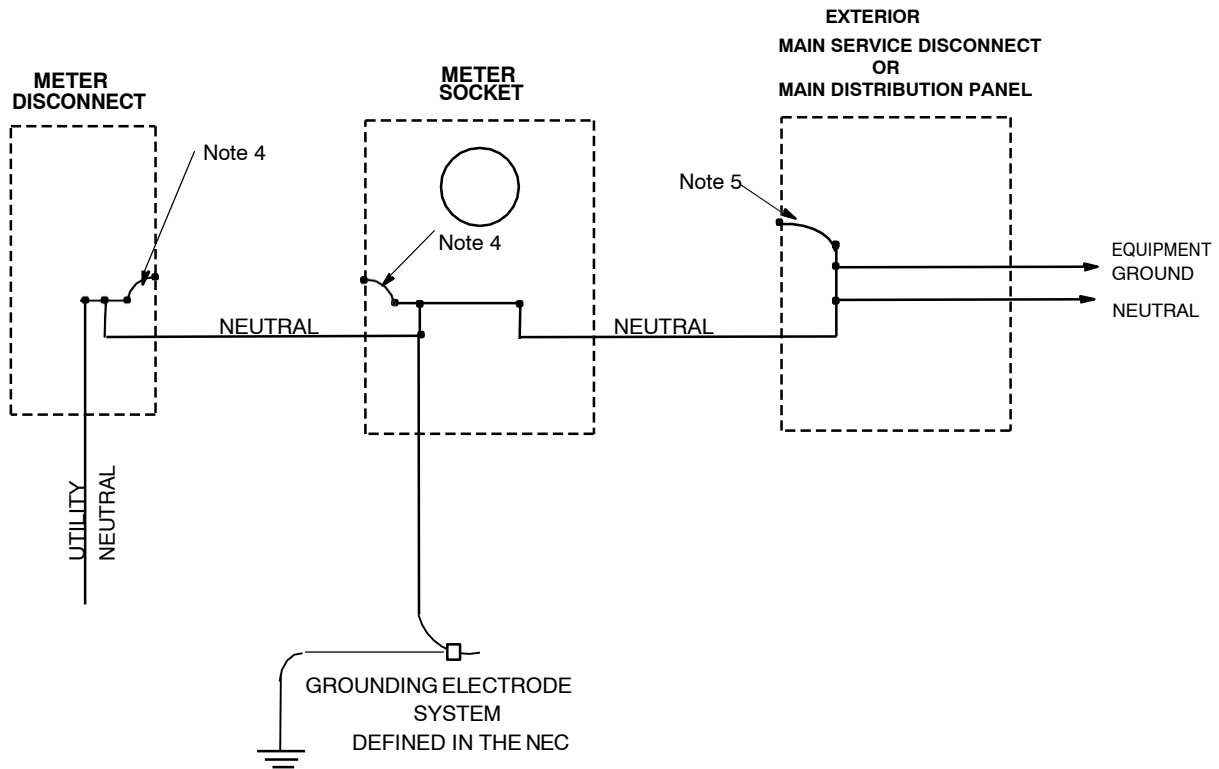 EXTERIOR
MAIN SERVICE DISCONNECT
OR
MAIN DISTRIBUTION PANEL
METER
DISCONNECT
METER
SOCKET
Note 4
Note 4
Note 5
EQUIPMENT
GROUND
NEUTRAL
NEUTRAL
NEUTRAL
UTILITY
NEUTRAL
GROUNDING ELECTRODE
SYSTEM
DEFINED IN THE NEC